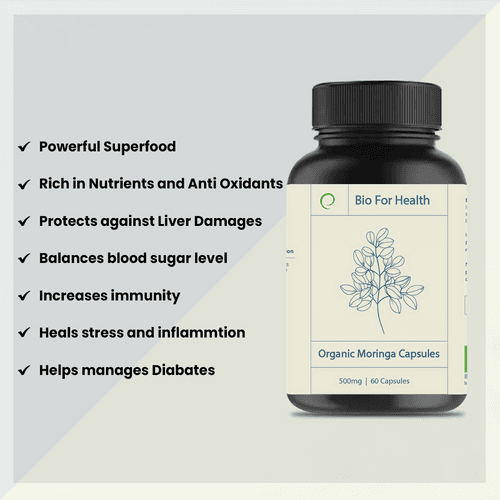 Powerful Superfood
Rich in Nutrients and Anti Oxidants
Protects against Liver Damages
Balances blood sugar level
Increases immunity
Heals stress and inflammtion
Helps manages Diabates
Bio For Health
Organic Moringa Capsules
500mg | 60 Capsules